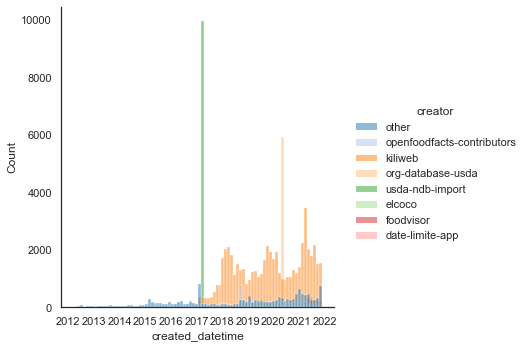 10000
8000
6000
4000
2000
0
Count
2012 2013 2014 2015 2016 2017 2018 2019 2020 2021 2022
created_datetime
creator
other
openfoodfacts-contributors
kiliweb
org-database-usda
usda-ndb-import
elcoco
foodvisor
date-limite-app